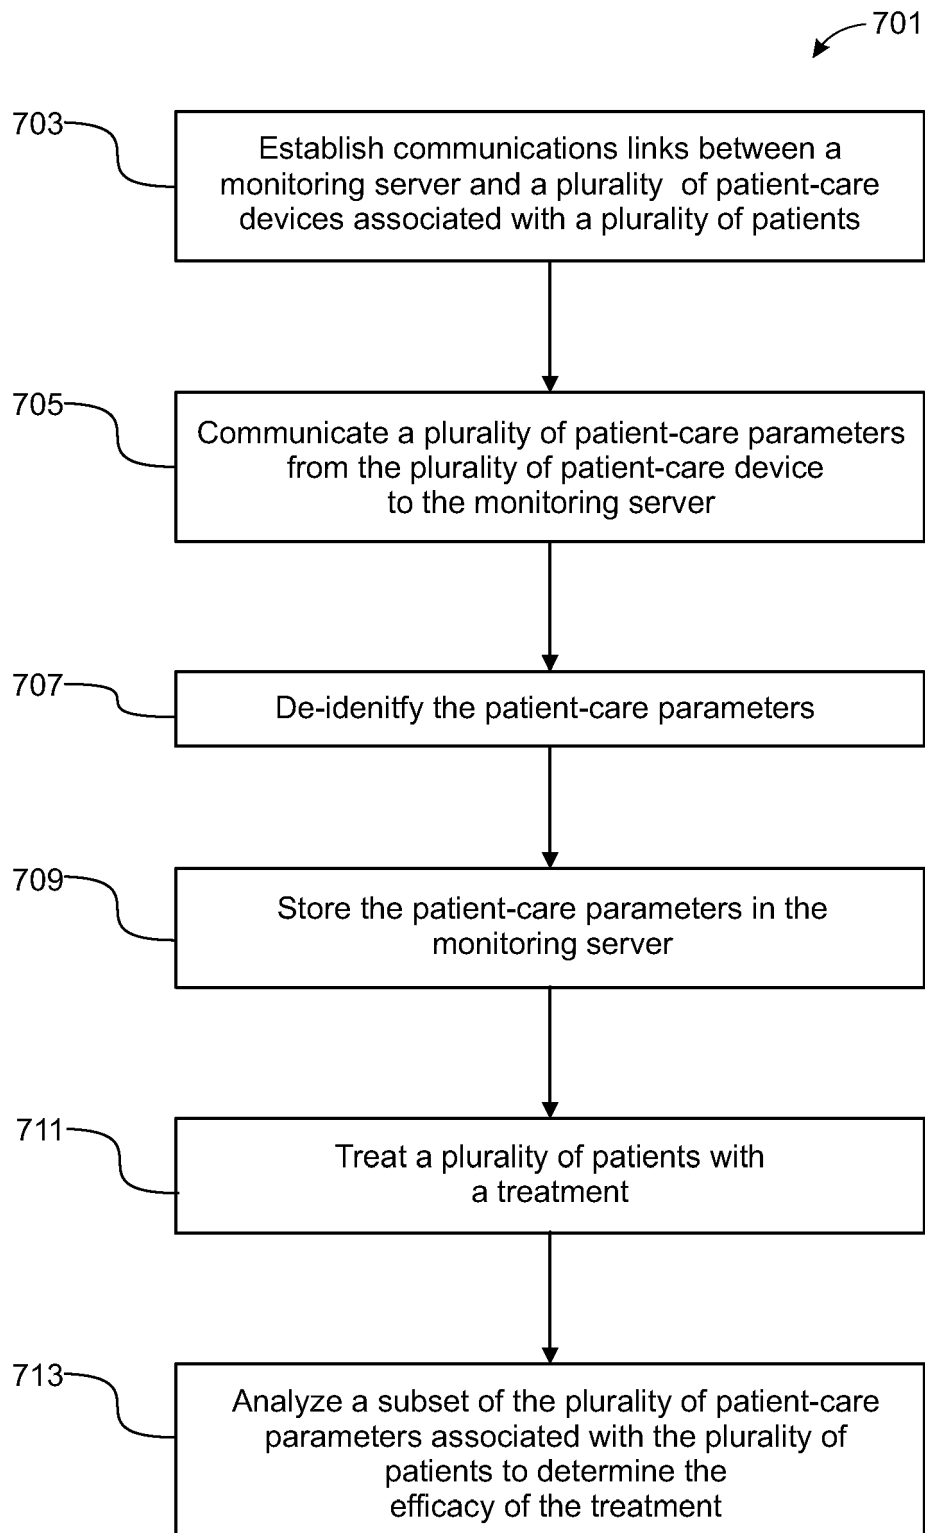 701
703
Establish communications links between a
monitoring server and a plurality of patient-care
devices associated with a plurality of patients
705
Communicate a plurality of patient-care parameters
from the plurality of patient-care device
to the monitoring server
707
De-idenitfy the patient-care parameters
709
Store the patient-care parameters in the
monitoring server
711
Treat a plurality of patients with
a treatment
713
Analyze a subset of the plurality of patient-care
parameters associated with the plurality of
patients to determine the
efficacy of the treatment